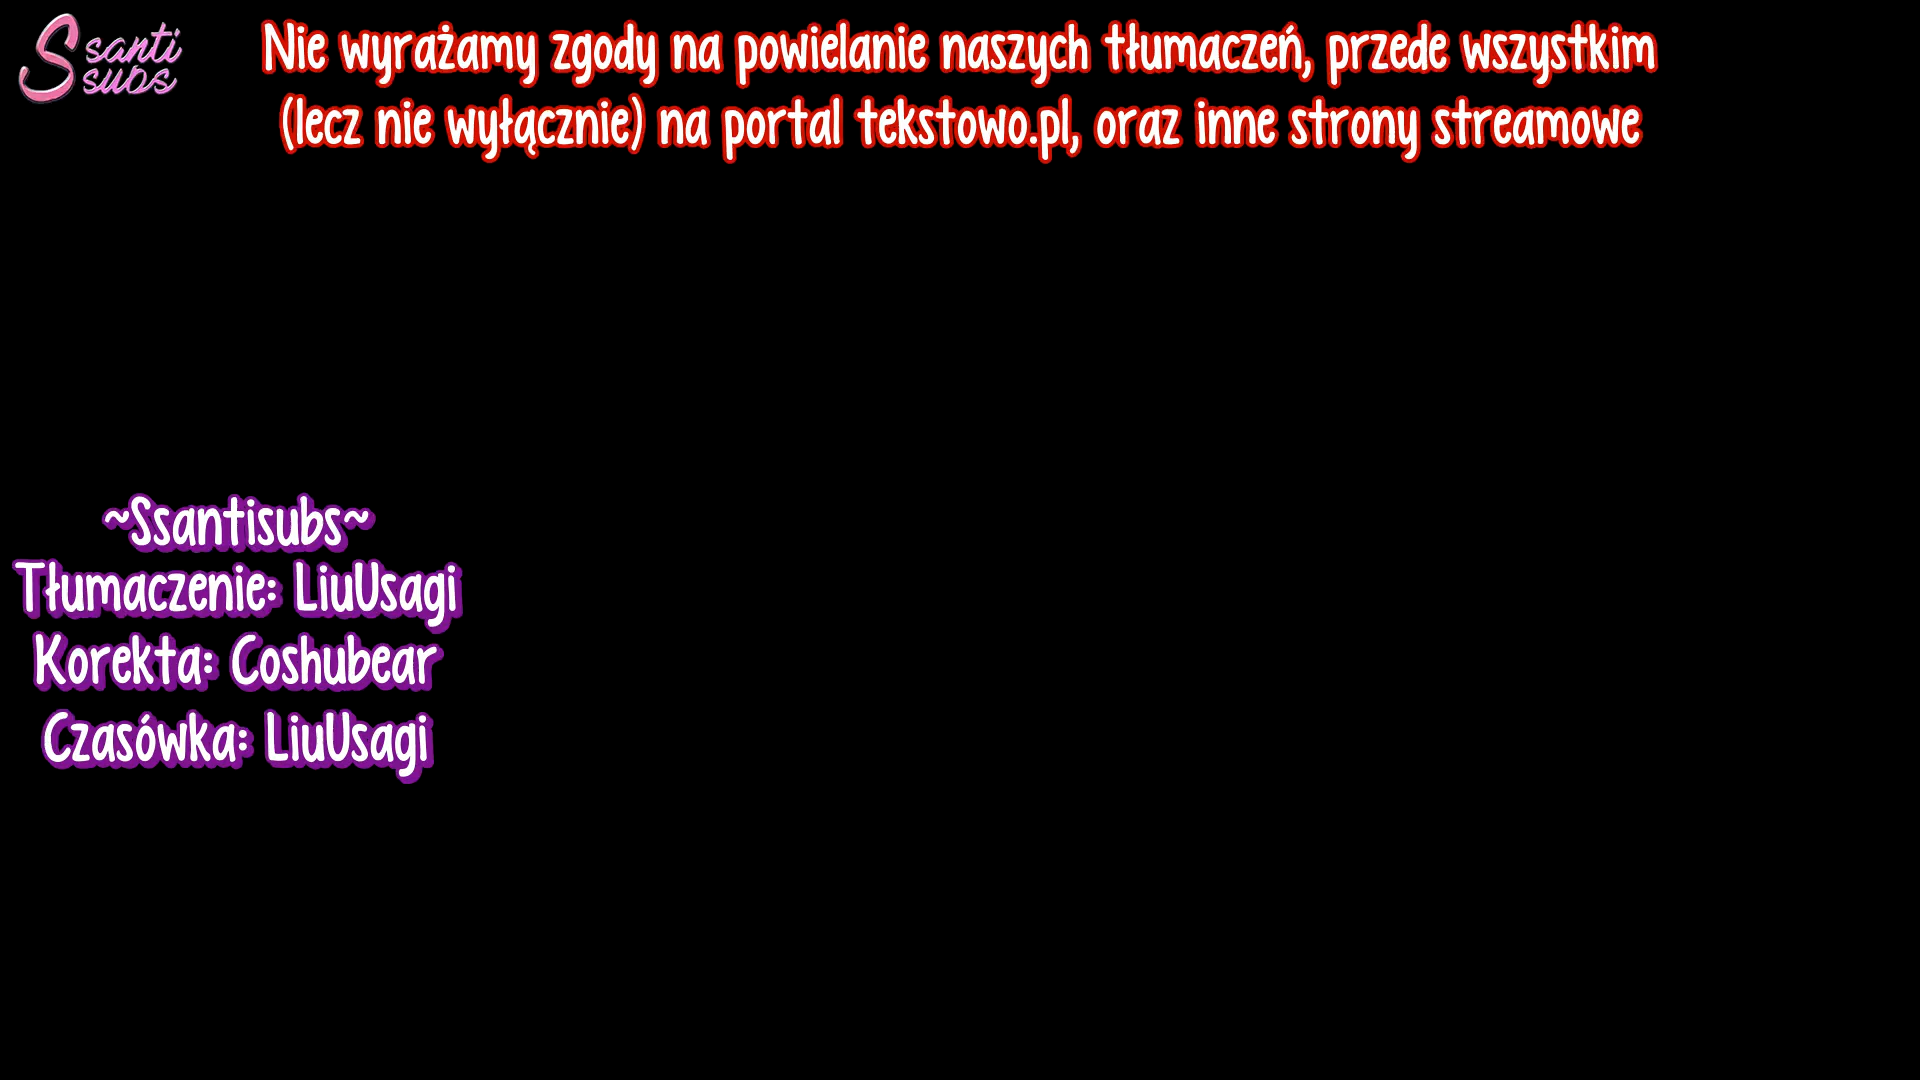 Ssanti
subs
Nie wyrażamy zgody na powielanie naszych tłumaczeń, przede wszystkim
(lecz nie wyłącznie) na portal tekstowo.pl, oraz inne strony streamowe
~Ssantisubs~
Tłumaczenie: LiuUsagi
Korekta: Coshubear
Czasówka: LiuUsagi